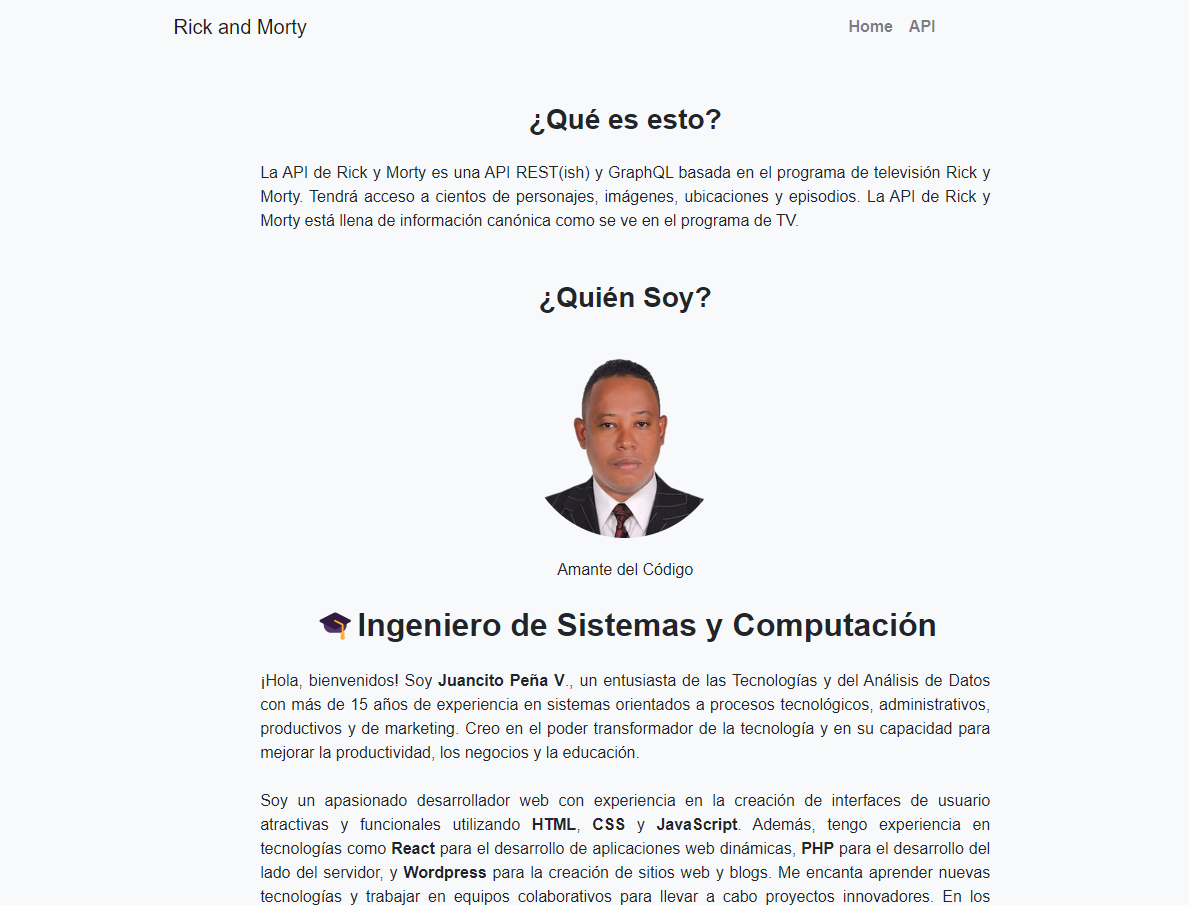 Rick and Morty
Home API
¿Qué es esto?
La API de Rick y Morty es una API REST(ish) y GraphQL basada en el programa de televisión Rick y
Morty. Tendrá acceso a cientos de personajes, imágenes, ubicaciones y episodios. La API de Rick y
Morty está llena de información canónica como se ve en el programa de TV.
¿Quién Soy?
Amante del Código
Ingeniero de Sistemas y Computación
¡Hola, bienvenidos! Soy Juancito Peña V., un entusiasta de las Tecnologías y del Análisis de Datos
con más de 15 años de experiencia en sistemas orientados a procesos tecnológicos, administrativos,
productivos y de marketing. Creo en el poder transformador de la tecnología y en su capacidad para
mejorar la productividad, los negocios y la educación.
Soy un apasionado desarrollador web con experiencia en la creación de interfaces de usuario
atractivas y funcionales utilizando HTML, CSS y JavaScript. Además, tengo experiencia en
tecnologías como React para el desarrollo de aplicaciones web dinámicas, PHP para el desarrollo del
lado del servidor, y Wordpress para la creación de sitios web y blogs. Me encanta aprender nuevas
tecnologías y trabajar en equipos colaborativos para llevar a cabo proyectos innovadores. En los